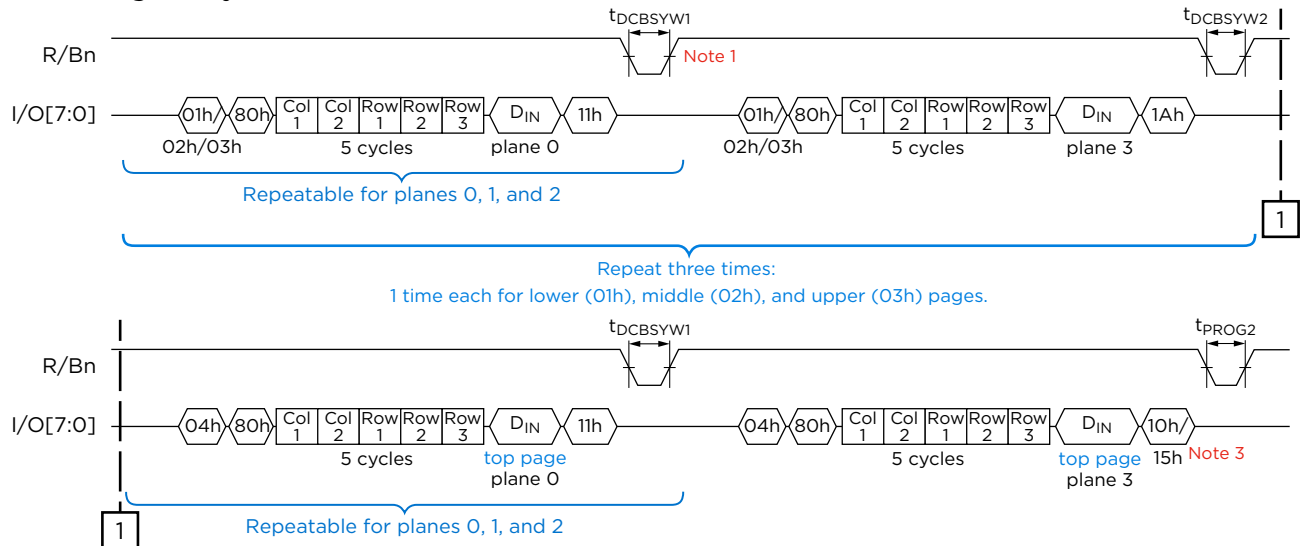 tDCBSYW1 tDCBSYW2
R/Bn Note 1
I/O[7:0] 01h/ 80h Col 1 Col 2 Row 1 Row 2 Row 3 DIN 11h 01h/ 80h Col 1 Col 2 Row 1 Row 2 Row 3 DIN 1Ah
02h/03h 5 cycles plane 0 02h/03h 5 cycles plane 3
Repeatable for planes 0, 1, and 2
1
Repeat three times:
1 time each for lower (01h), middle (02h), and upper (03h) pages.
tDCBSYW1 tPROG2
R/Bn
I/O[7:0] 04h 80h Col 1 Col 2 Row 1 Row 2 Row 3 DIN 11h 04h 80h Col 1 Col 2 Row 1 Row 2 Row 3 DIN 10h/
5 cycles top page 5 cycles top page 15h Note 3
plane 0 plane 3
1 Repeatable for planes 0, 1, and 2